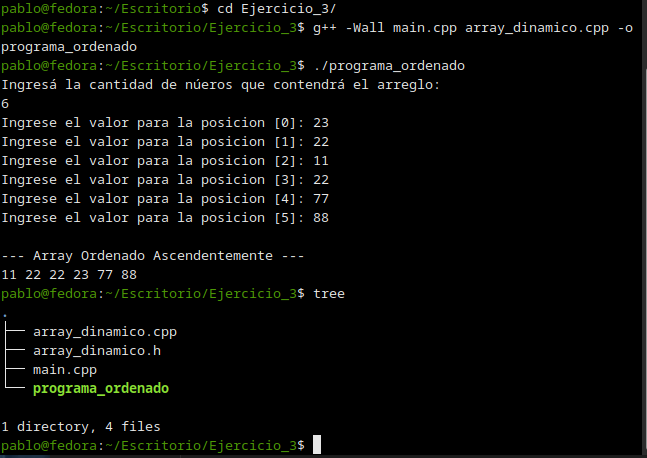 pablo@fedora:~/Escritorio$ cd Ejercicio_3/
pablo@fedora:~/Escritorio/Ejercicio_3$ g++ -Wall main.cpp array_dinamico.cpp -o
programa_ordenado
pablo@fedora:~/Escritorio/Ejercicio_3$ ./programa_ordenado
Ingresá la cantidad de núeros que contendrá el arreglo:
6
Ingrese el valor para la posicion [0]: 23
Ingrese el valor para la posicion [1]: 22
Ingrese el valor para la posicion [2]: 11
Ingrese el valor para la posicion [3]: 22
Ingrese el valor para la posicion [4]: 77
Ingrese el valor para la posicion [5]: 88

--- Array Ordenado Ascendentemente ---
11 22 22 23 77 88
pablo@fedora:~/Escritorio/Ejercicio_3$ tree
.
├── array_dinamico.cpp
├── array_dinamico.h
├── main.cpp
└── programa_ordenado

1 directory, 4 files
pablo@fedora:~/Escritorio/Ejercicio_3$